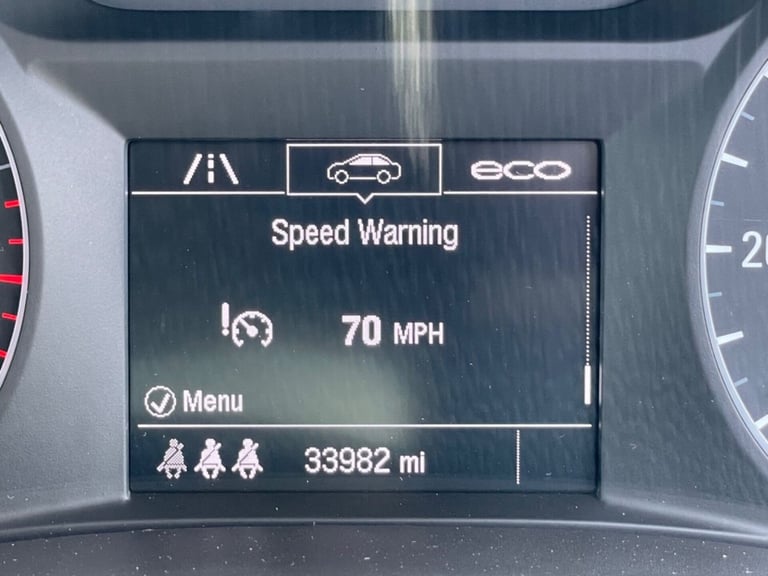 eco
Speed Warning
! 70 MPH
Menu
33982 mi